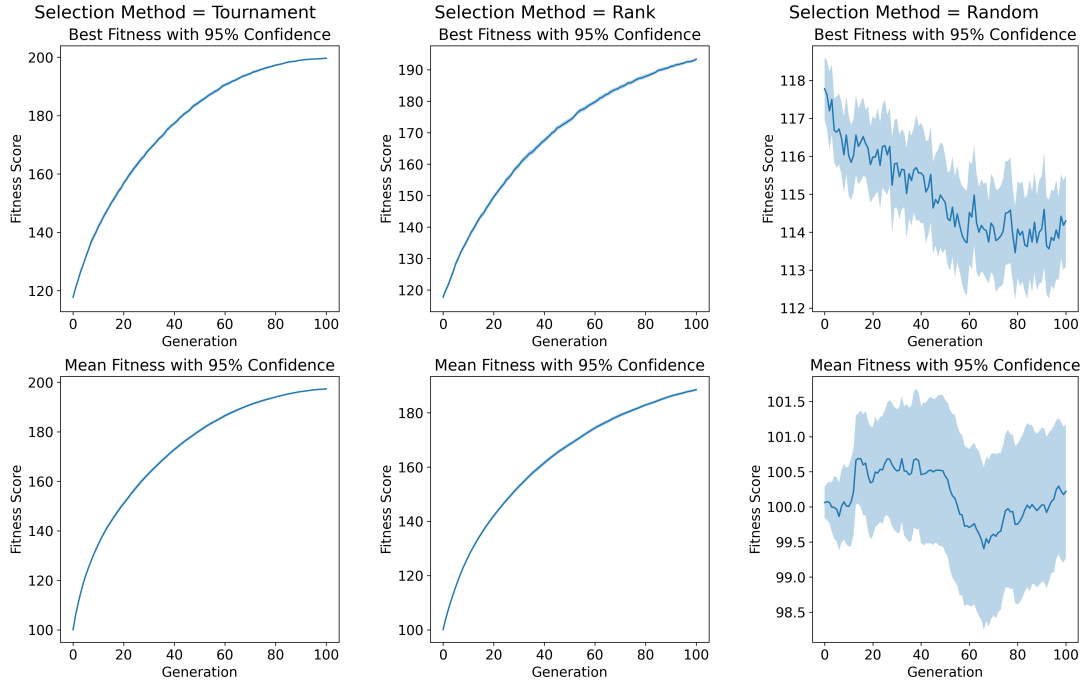 Selection Method = Tournament
Best Fitness with 95% Confidence
Fitness Score
200
180
160
140
120
0 20 40 60 80 100
Generation
Selection Method = Rank
Best Fitness with 95% Confidence
Fitness Score
190
180
170
160
150
140
130
120
0 20 40 60 80 100
Generation
Selection Method = Random
Best Fitness with 95% Confidence
Fitness Score
118
117
116
115
114
113
112
0 20 40 60 80 100
Generation
Mean Fitness with 95% Confidence
Fitness Score
200
180
160
140
120
100
0 20 40 60 80 100
Generation
Mean Fitness with 95% Confidence
Fitness Score
180
160
140
120
100
0 20 40 60 80 100
Generation
Mean Fitness with 95% Confidence
Fitness Score
101.5
101.0
100.5
100.0
99.5
99.0
98.5
0 20 40 60 80 100
Generation